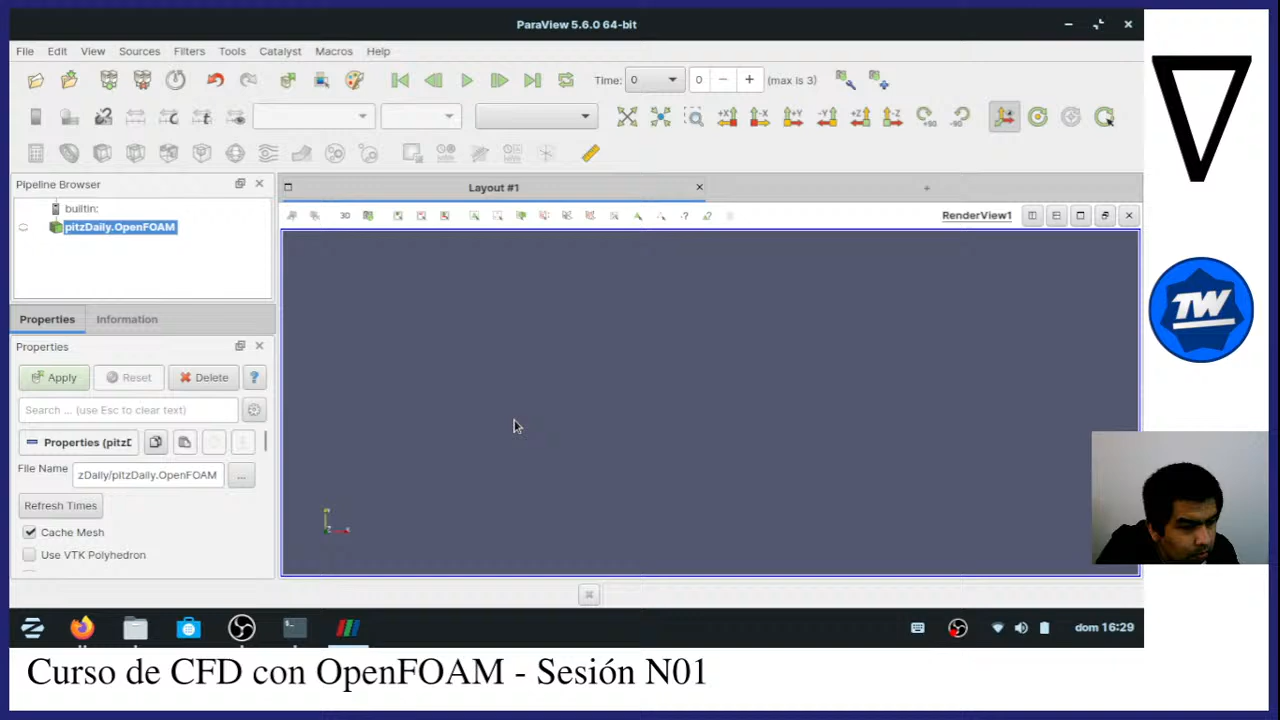 ParaView 5.6.0 64-bit
File Edit View Sources Filters Tools Catalyst Macros Help
Time: 0 0 (max is 3)
+X -X +Y -Y +Z -Z +90 -90
Pipeline Browser
Layout #1
builtin:
pitzDaily.OpenFOAM
3D
RenderView1
Properties Information
Properties
Apply Reset Delete ?
Search ... (use Esc to clear text)
Properties (pitzD
File Name zDaily/pitzDaily.OpenFOAM ...
Refresh Times
Cache Mesh
Use VTK Polyhedron
TW
dom 16:29
Curso de CFD con OpenFOAM - Sesión N01